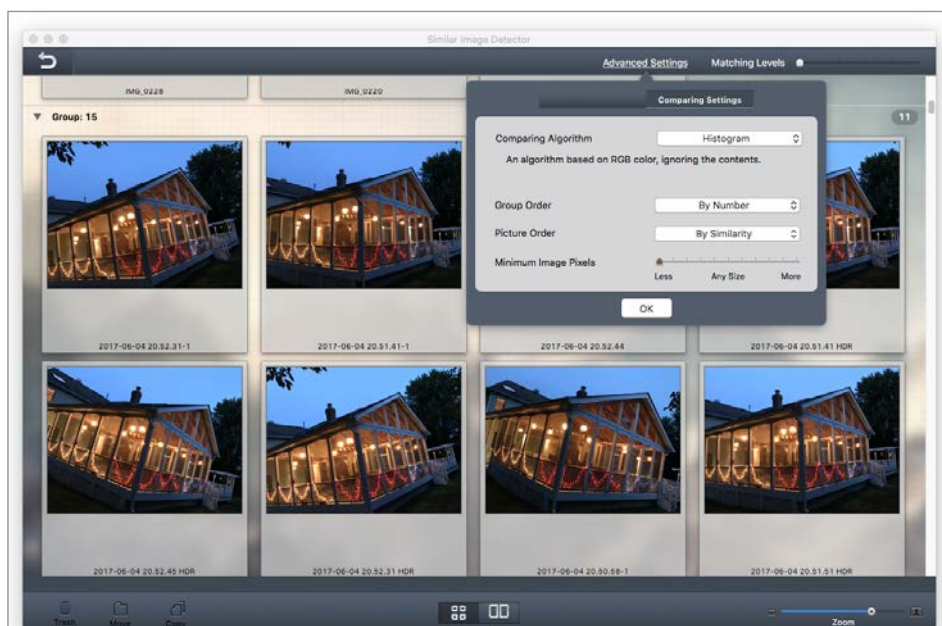 Similar Image Detector
Advanced Settings
Matching Levels
IMG_0228
IMG_0220
Group: 15
11
Comparing Settings
Comparing Algorithm
Histogram
An algorithm based on RGB color, ignoring the contents.
Group Order
By Number
Picture Order
By Similarity
Minimum Image Pixels
Less
Any Size
More
OK
2017-06-04 20.52.31-1
2017-06-04 20.51.41-1
2017-06-04 20.52.44
2017-06-04 20.51.41 HDR
2017-06-04 20.52.45 HDR
2017-06-04 20.52.31 HDR
2017-06-04 20.50.58-1
2017-06-04 20.51.51 HDR
Trash
Move
Copy
Zoom